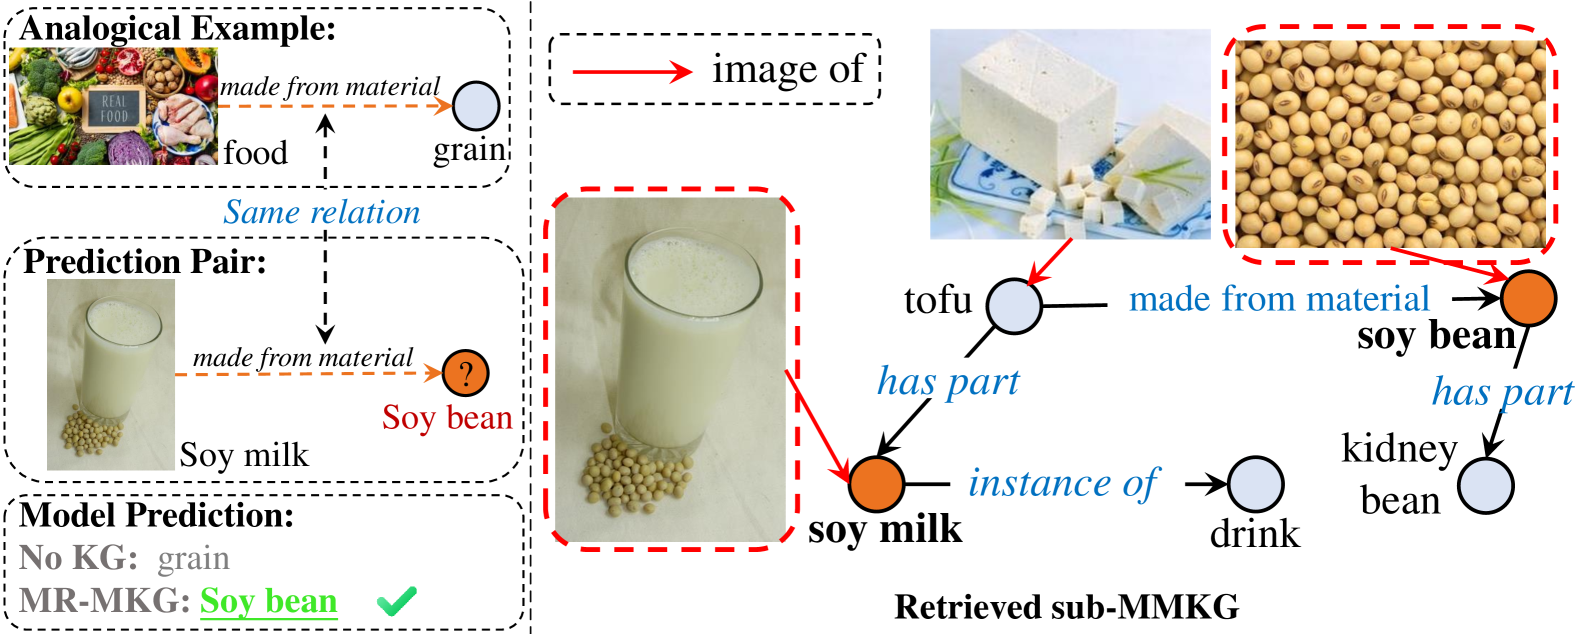 Analogical Example:
REAL
FOOD
made from material
food
grain
Same relation
Prediction Pair:
made from material
?
Soy bean
Soy milk
Model Prediction:
No KG: grain
MR-MKG: Soy bean
image of
tofu
made from material
soy bean
has part
has part
kidney
bean
instance of
soy milk
drink
Retrieved sub-MMKG